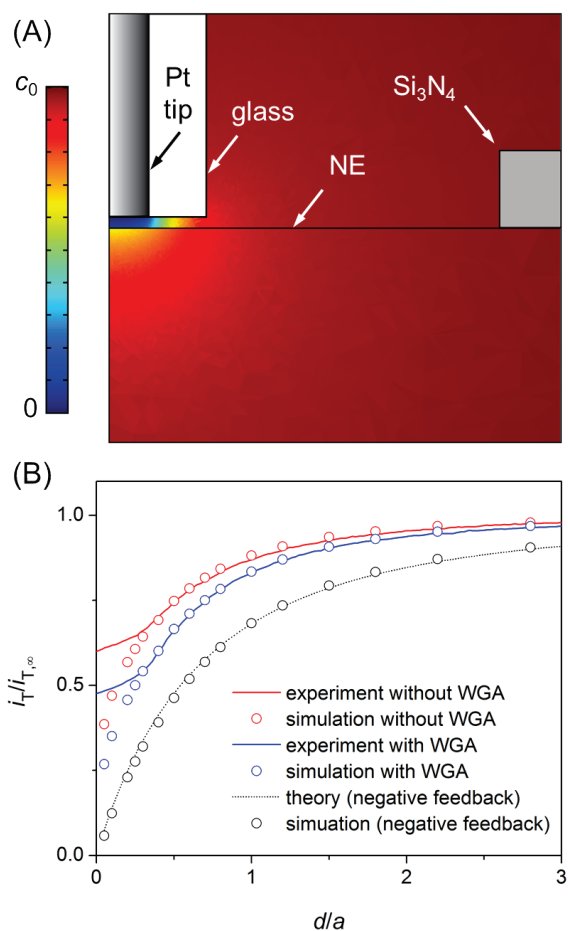 (A)
c0
0
Pt
tip
glass
Si3N4
NE
(B)
1.0
0.5
0.0
iT/iT,∞
experiment without WGA
simulation without WGA
experiment with WGA
simulation with WGA
theory (negative feedback)
simuation (negative feedback)
0
1
2
3
d/a